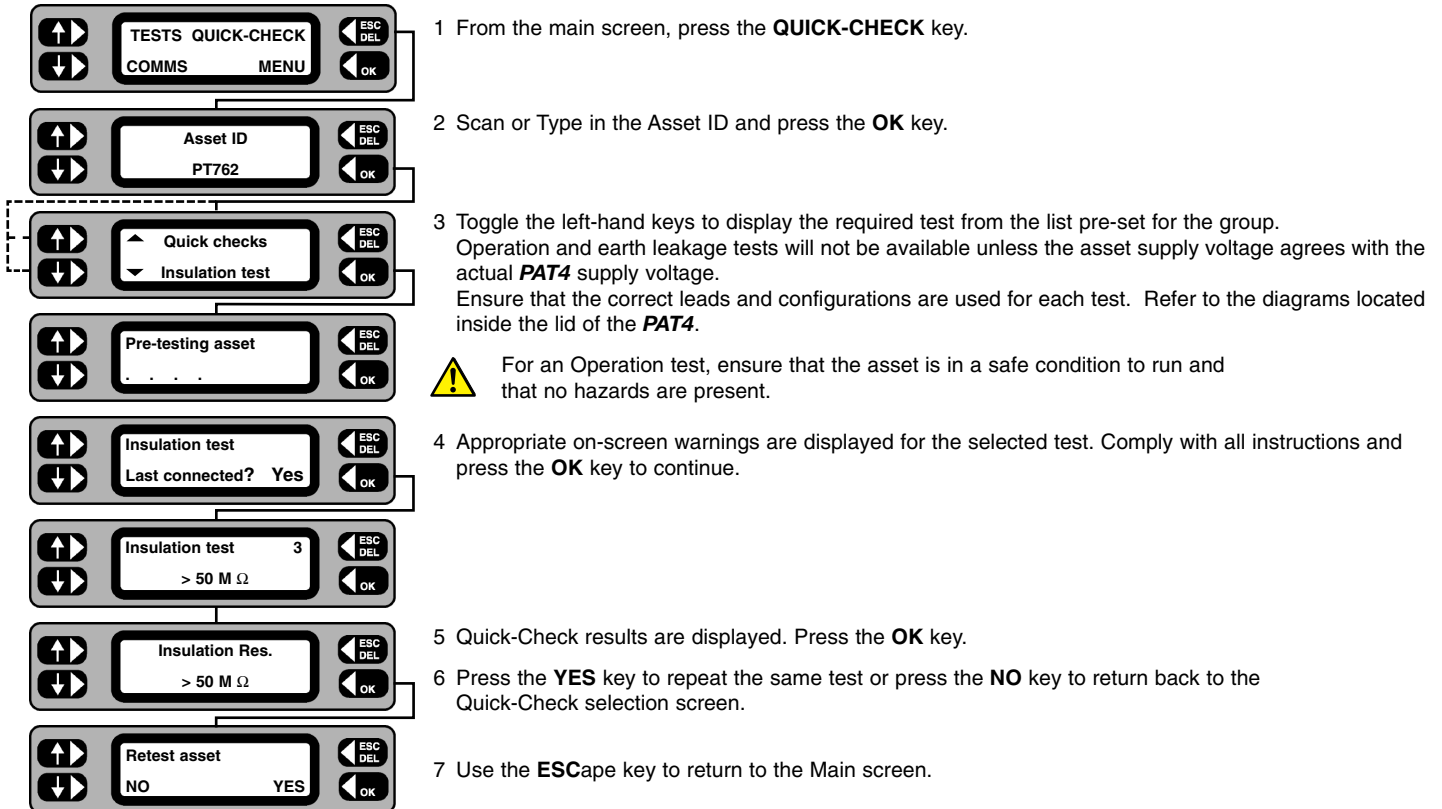 TESTS QUICK-CHECK
ESC
DEL
COMMS MENU
OK
1 From the main screen, press the QUICK-CHECK key.
Asset ID
ESC
DEL
PT762
OK
2 Scan or Type in the Asset ID and press the OK key.
Quick checks
ESC
DEL
Insulation test
OK
3 Toggle the left-hand keys to display the required test from the list pre-set for the group.
Operation and earth leakage tests will not be available unless the asset supply voltage agrees with the
actual PAT4 supply voltage.
Ensure that the correct leads and configurations are used for each test. Refer to the diagrams located
inside the lid of the PAT4.
Pre-testing asset
ESC
DEL
. . . .
OK
For an Operation test, ensure that the asset is in a safe condition to run and
that no hazards are present.
Insulation test
ESC
DEL
Last connected? Yes
OK
4 Appropriate on-screen warnings are displayed for the selected test. Comply with all instructions and
press the OK key to continue.
Insulation test 3
ESC
DEL
> 50 M Ω
OK
Insulation Res.
ESC
DEL
> 50 M Ω
OK
5 Quick-Check results are displayed. Press the OK key.
6 Press the YES key to repeat the same test or press the NO key to return back to the
Quick-Check selection screen.
Retest asset
ESC
DEL
NO YES
OK
7 Use the ESCape key to return to the Main screen.